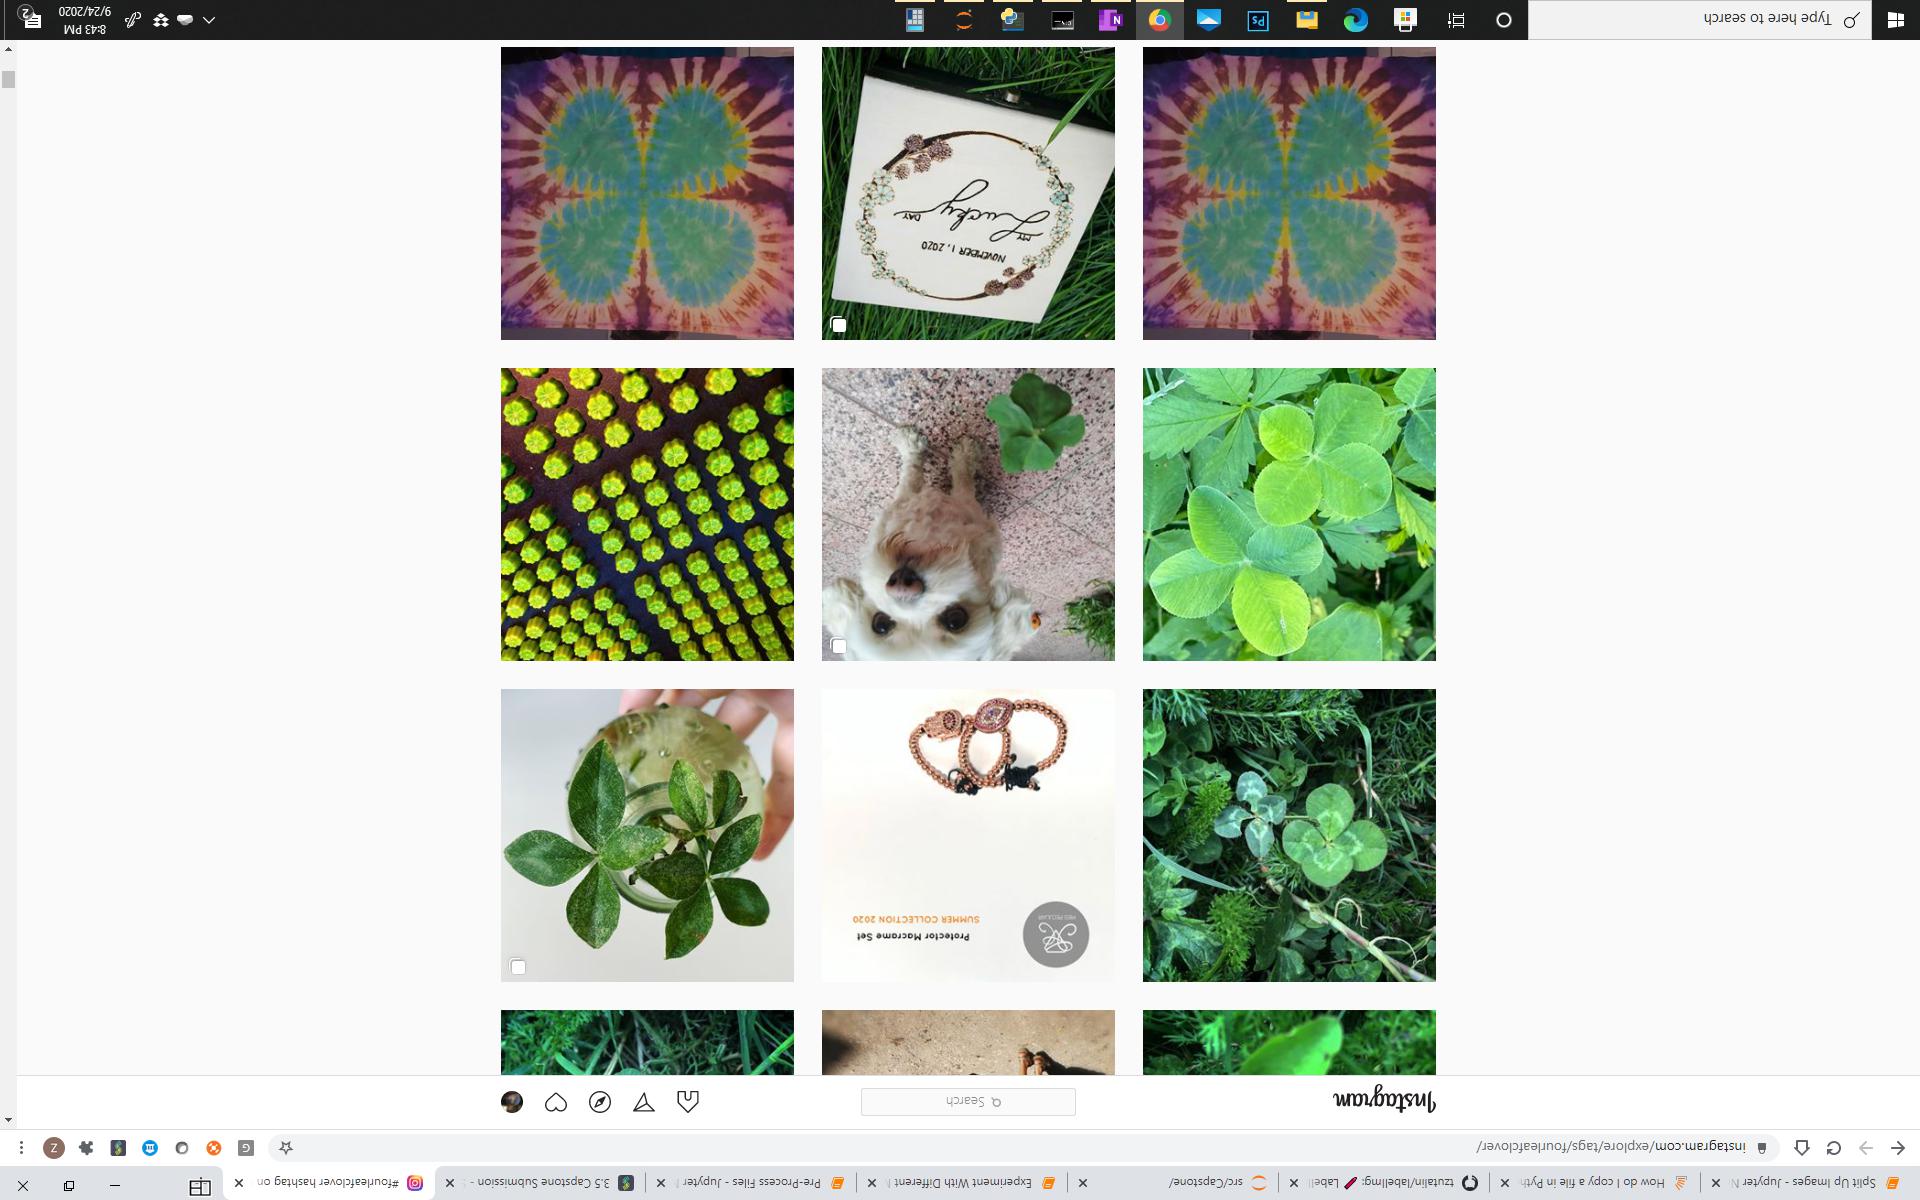 Split Up Images - Jupyter N
How do I copy a file in Pyth
tzutalin/labelImg: Label
src/Capstone/
Experiment With Different M
Pre-Process Files - Jupyter
3.5 Capstone Submission -
#fourleafclover hashtag on
instagram.com/explore/tags/fourleafclover/
Z
Instagram
Search
MISS PECULIAR
Protector Macrame Set
SUMMER COLLECTION 2020
NOVEMBER 1, 2020
MY Lucky DAY
Type here to search
Ps
N
8:43 PM
9/24/2020
2